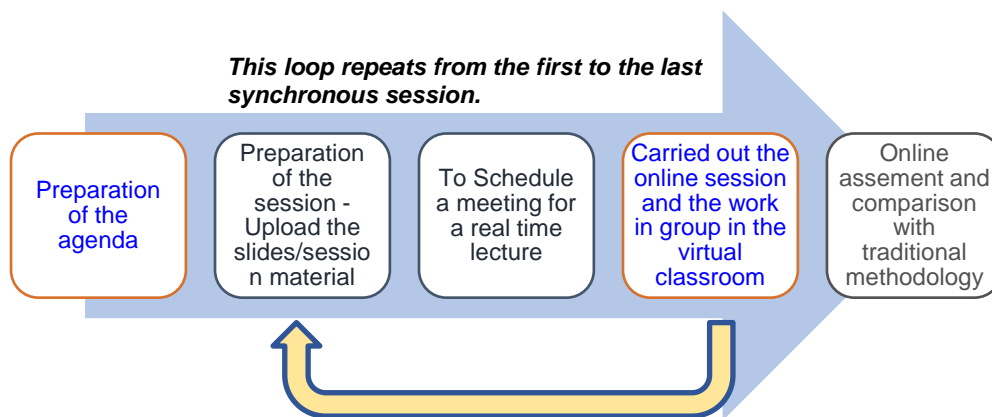 This loop repeats from the first to the last
synchronous session.
Preparation
of the
agenda
Preparation
of the
session -
Upload the
slides/sessio
n material
To Schedule
a meeting for
a real time
lecture
Carried out the
online session
and the work
in group in the
virtual
classroom
Online
assement and
comparison
with
traditional
methodology